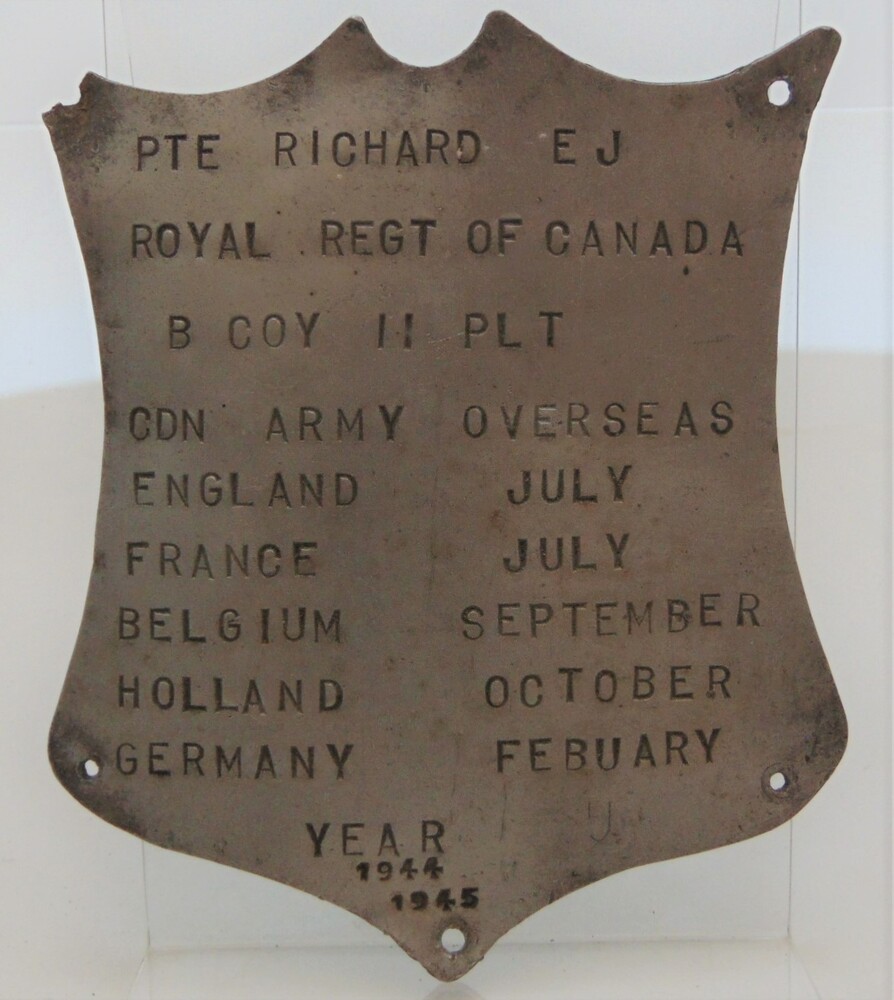 PTE RICHARD EJ
ROYAL REGT OF CANADA
B COY 11 PLT
CDN ARMY OVERSEAS
ENGLAND JULY
FRANCE JULY
BELGIUM SEPTEMBER
HOLLAND OCTOBER
GERMANY FEBUARY
YEAR
1944
1945